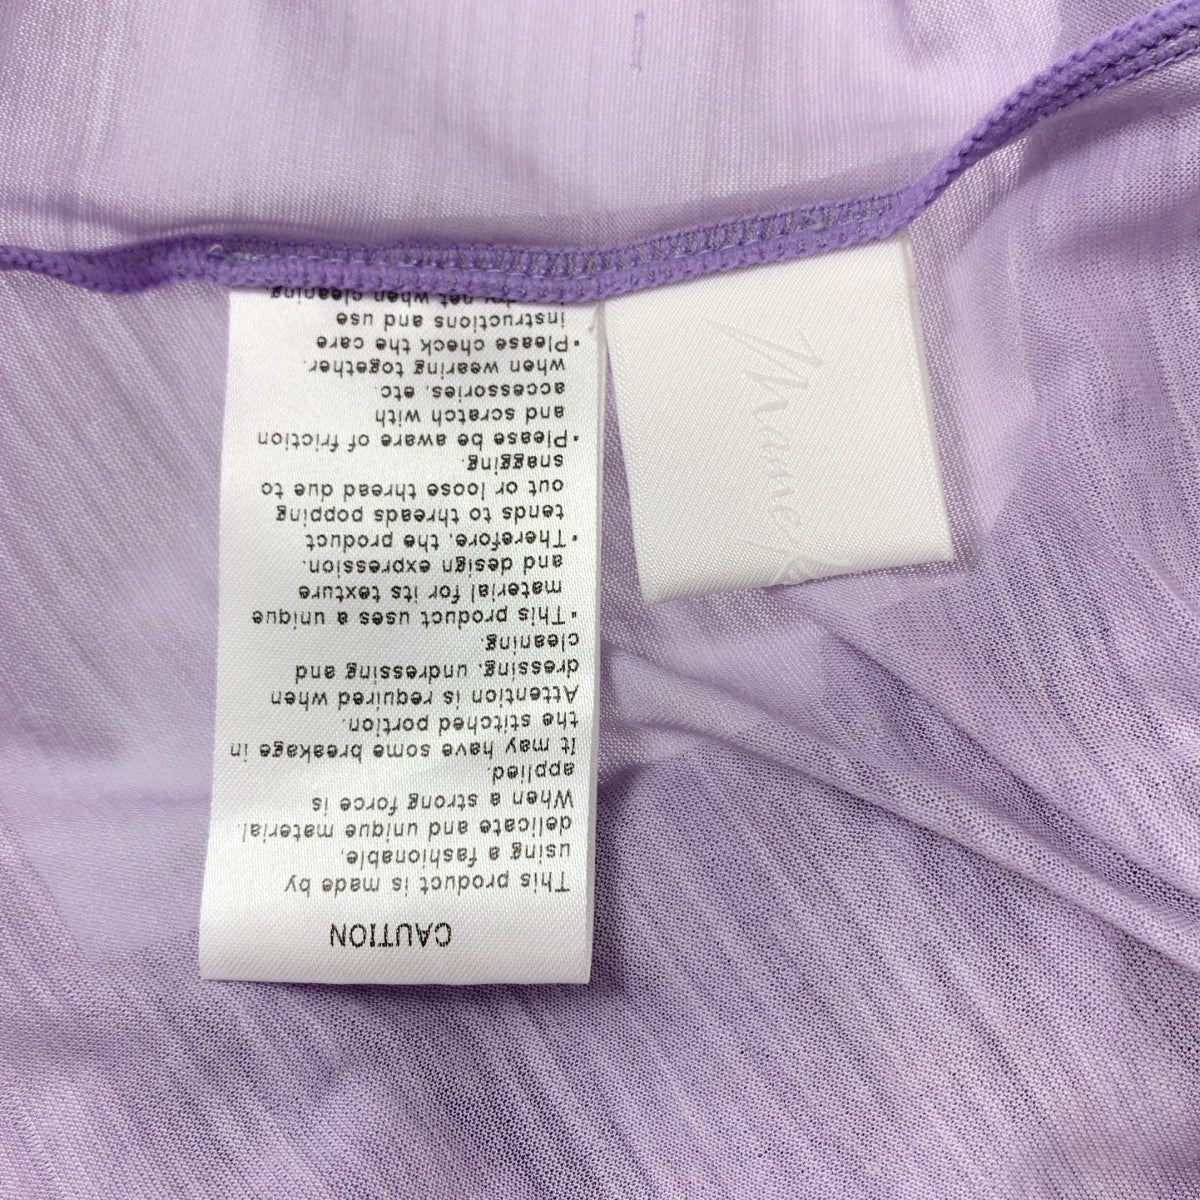 CAUTION
This product is made by
using a fashionable,
delicate and unique material.
When a strong force is
applied.
It may have some breakage in
the stitched portion.
Attention is required when
dressing, undressing and
cleaning.
•This product uses a unique
material for its texture
and design expression.
•Therefore, the product
tends to threads popping
out or loose thread due to
snagging.
•Please be aware of friction
and scratch with
accessories, etc.
when wearing together.
•Please check the care
instructions and use
net when cleaning